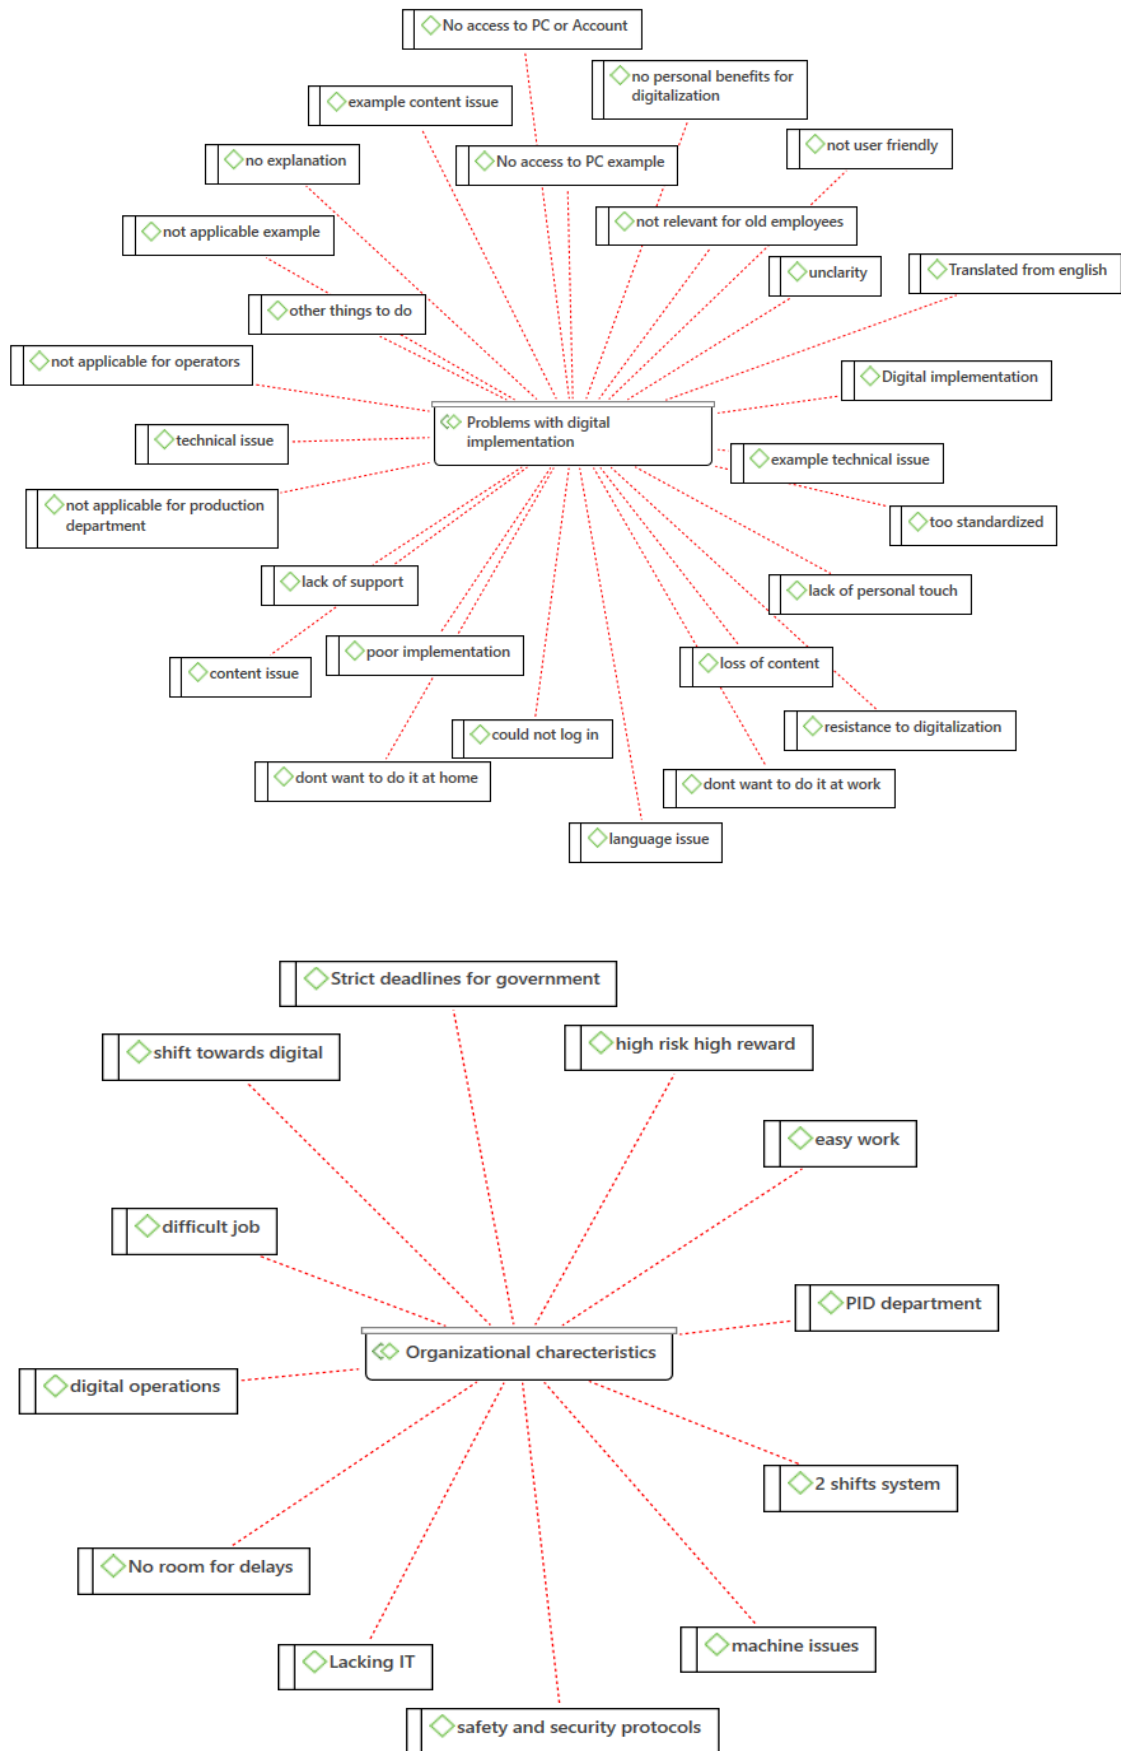 No access to PC or Account
no personal benefits for
digitalization
example content issue
not user friendly
no explanation
No access to PC example
not applicable example
not relevant for old employees
unclarity
Translated from english
other things to do
not applicable for operators
Digital implementation
Problems with digital
implementation
technical issue
example technical issue
not applicable for production
department
too standardized
lack of support
lack of personal touch
poor implementation
loss of content
content issue
resistance to digitalization
could not log in
dont want to do it at home
dont want to do it at work
language issue
Strict deadlines for government
shift towards digital
high risk high reward
easy work
difficult job
PID department
Organizational charecteristics
digital operations
2 shifts system
No room for delays
machine issues
Lacking IT
safety and security protocols